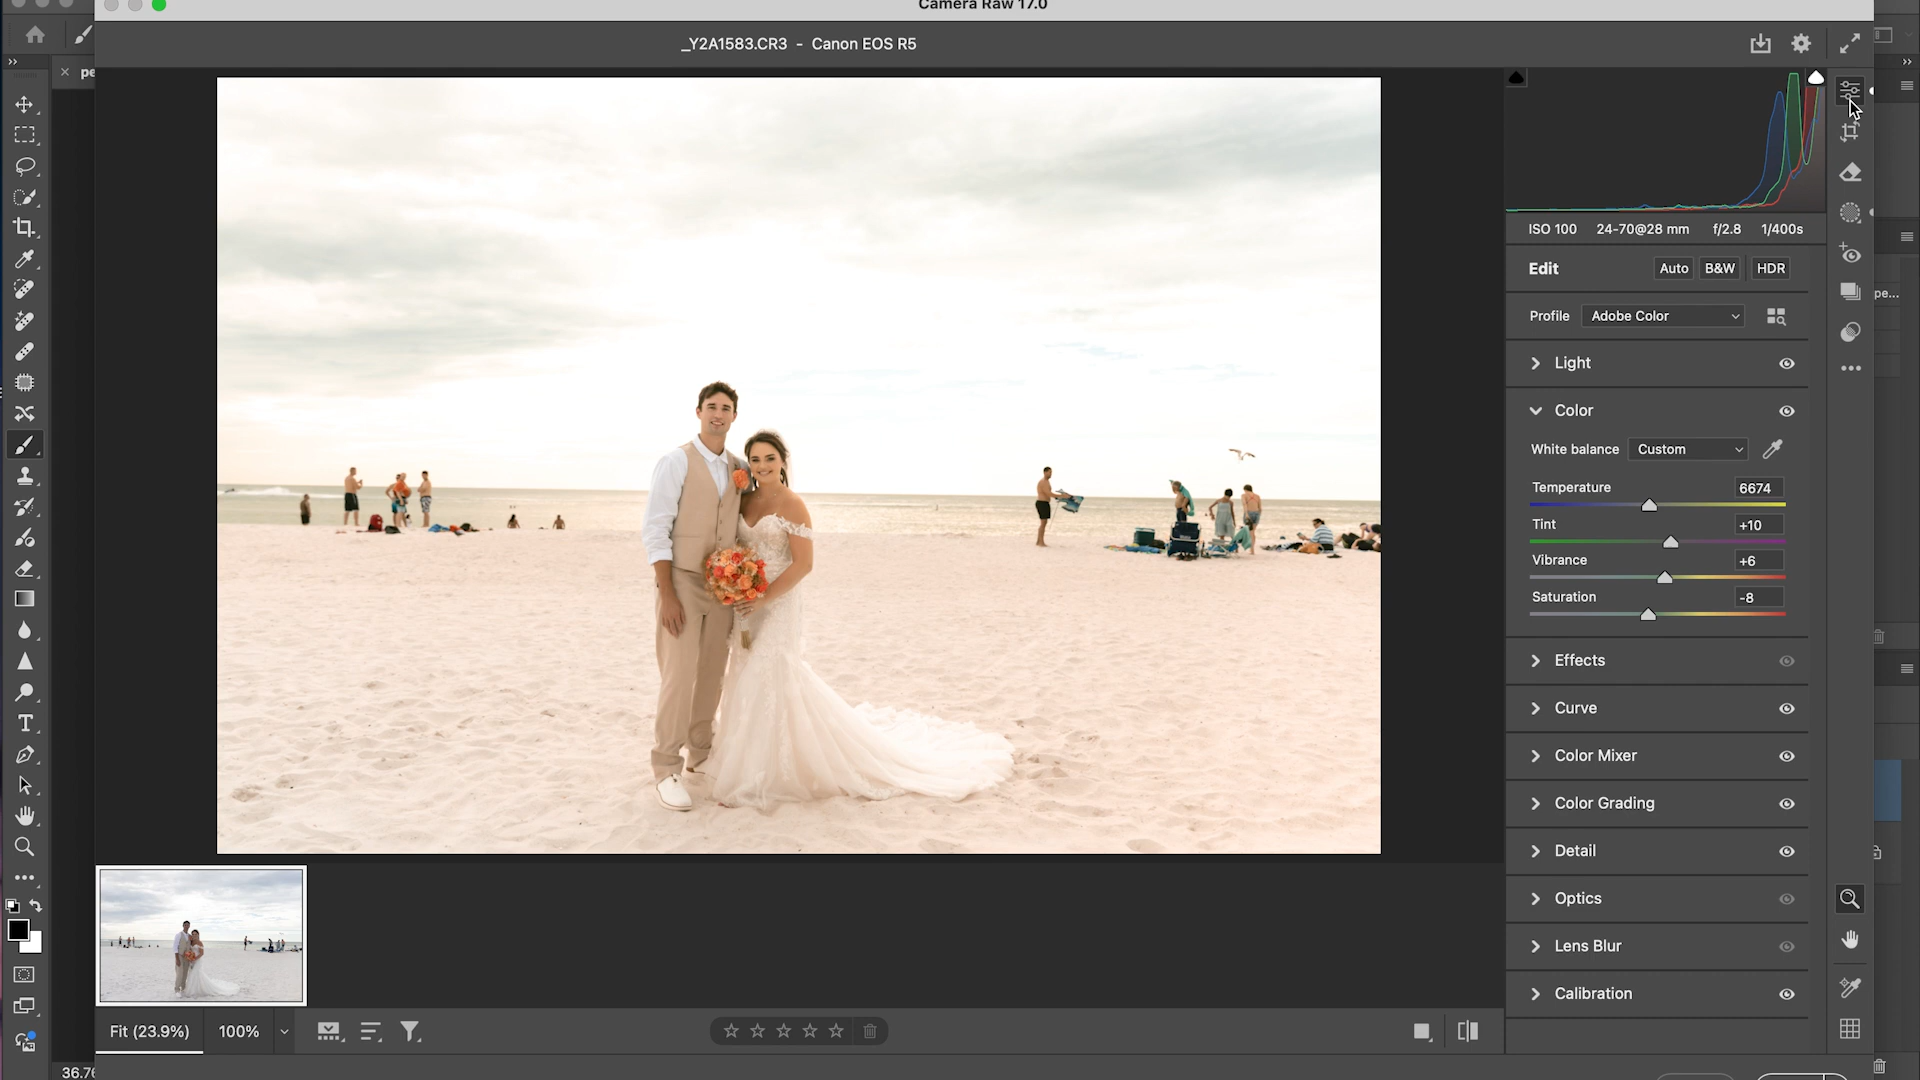 Camera Raw 17.0
_Y2A1583.CR3 - Canon EOS R5
pe
ISO 100 24-70@28 mm f/2.8 1/400s
Edit Auto B&W HDR
pe...
Profile Adobe Color
Light
Color
White balance Custom
Temperature 6674
Tint +10
Vibrance +6
Saturation -8
Effects
Curve
Color Mixer
Color Grading
Detail
Optics
Lens Blur
Calibration
Fit (23.9%) 100%
36.76